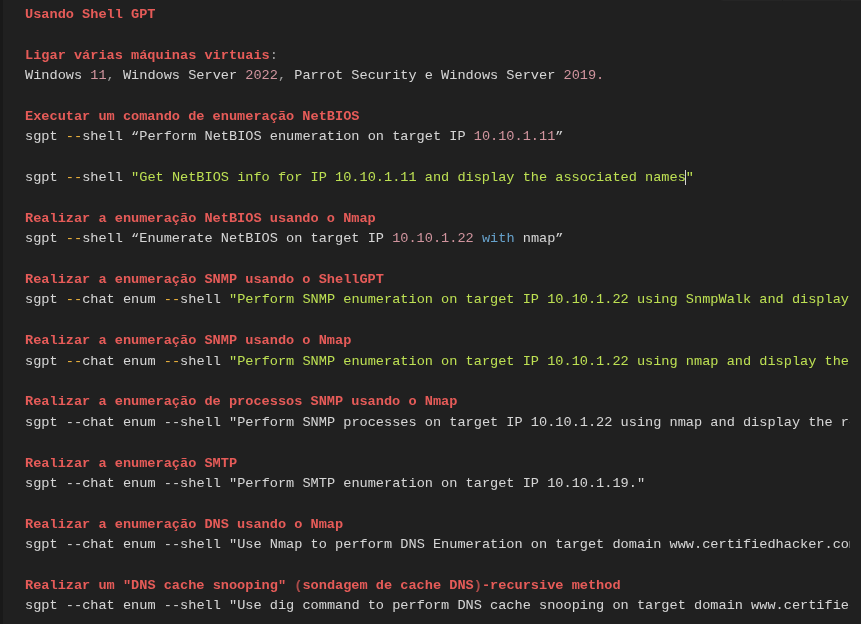 Usando Shell GPT
Ligar várias máquinas virtuais:
Windows 11, Windows Server 2022, Parrot Security e Windows Server 2019.
Executar um comando de enumeração NetBIOS
sgpt --shell “Perform NetBIOS enumeration on target IP 10.10.1.11”
sgpt --shell "Get NetBIOS info for IP 10.10.1.11 and display the associated names"
Realizar a enumeração NetBIOS usando o Nmap
sgpt --shell “Enumerate NetBIOS on target IP 10.10.1.22 with nmap”
Realizar a enumeração SNMP usando o ShellGPT
sgpt --chat enum --shell "Perform SNMP enumeration on target IP 10.10.1.22 using SnmpWalk and display
Realizar a enumeração SNMP usando o Nmap
sgpt --chat enum --shell "Perform SNMP enumeration on target IP 10.10.1.22 using nmap and display the
Realizar a enumeração de processos SNMP usando o Nmap
sgpt --chat enum --shell "Perform SNMP processes on target IP 10.10.1.22 using nmap and display the r
Realizar a enumeração SMTP
sgpt --chat enum --shell "Perform SMTP enumeration on target IP 10.10.1.19."
Realizar a enumeração DNS usando o Nmap
sgpt --chat enum --shell "Use Nmap to perform DNS Enumeration on target domain www.certifiedhacker.co
Realizar um "DNS cache snooping" (sondagem de cache DNS)-recursive method
sgpt --chat enum --shell "Use dig command to perform DNS cache snooping on target domain www.certifie